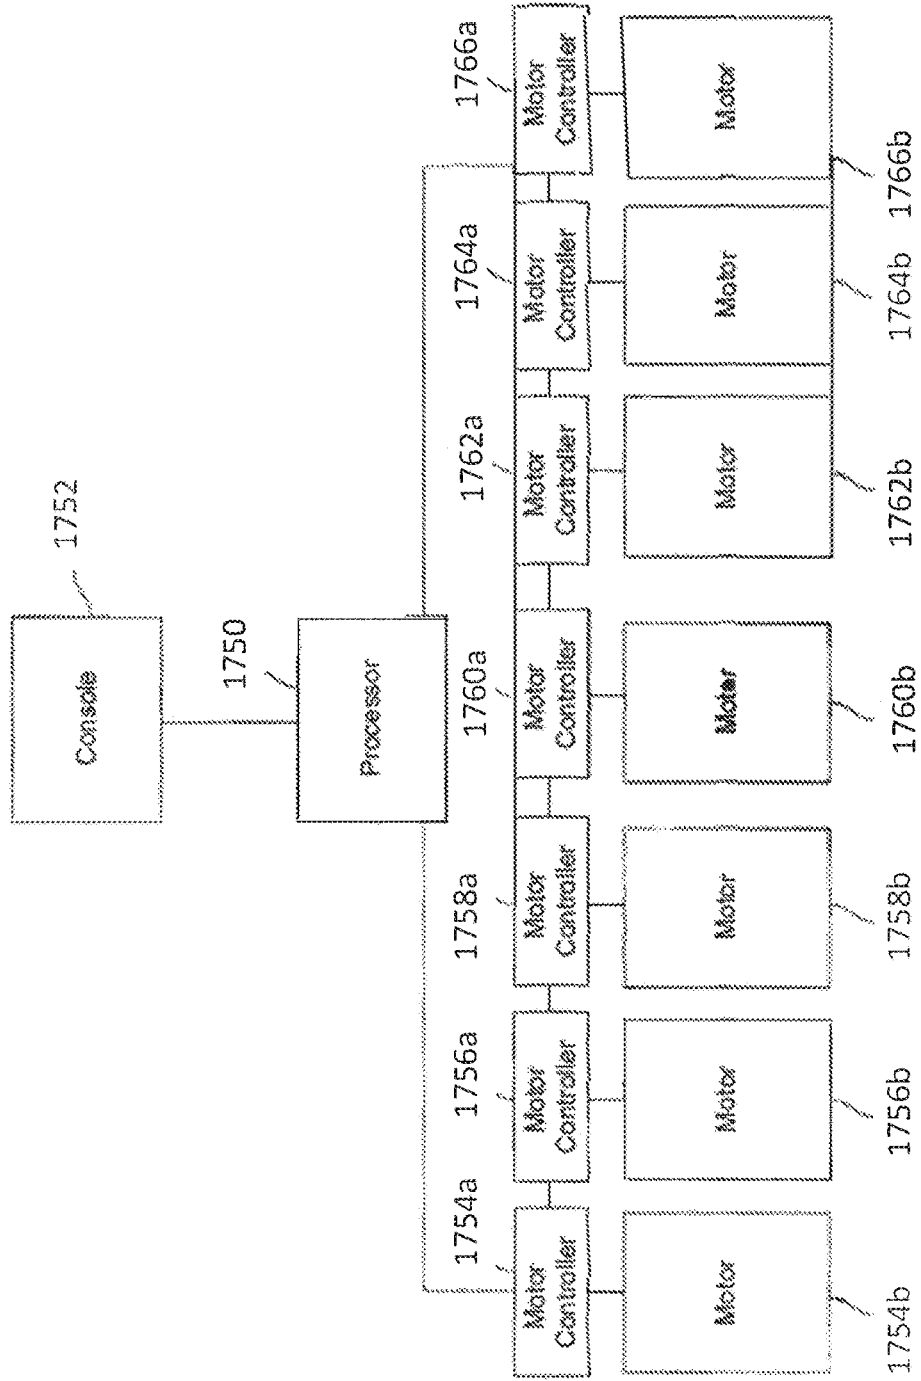 Console
1752
1750
Processor
1754a
1756a
1758a
1760a
1762a
1764a
1766a
Motor
Controller
Motor
Controller
Motor
Controller
Motor
Controller
Motor
Controller
Motor
Controller
Motor
Controller
Motor
Motor
Motor
Motor
Motor
Motor
Motor
1754b
1756b
1758b
1760b
1762b
1764b
1766b